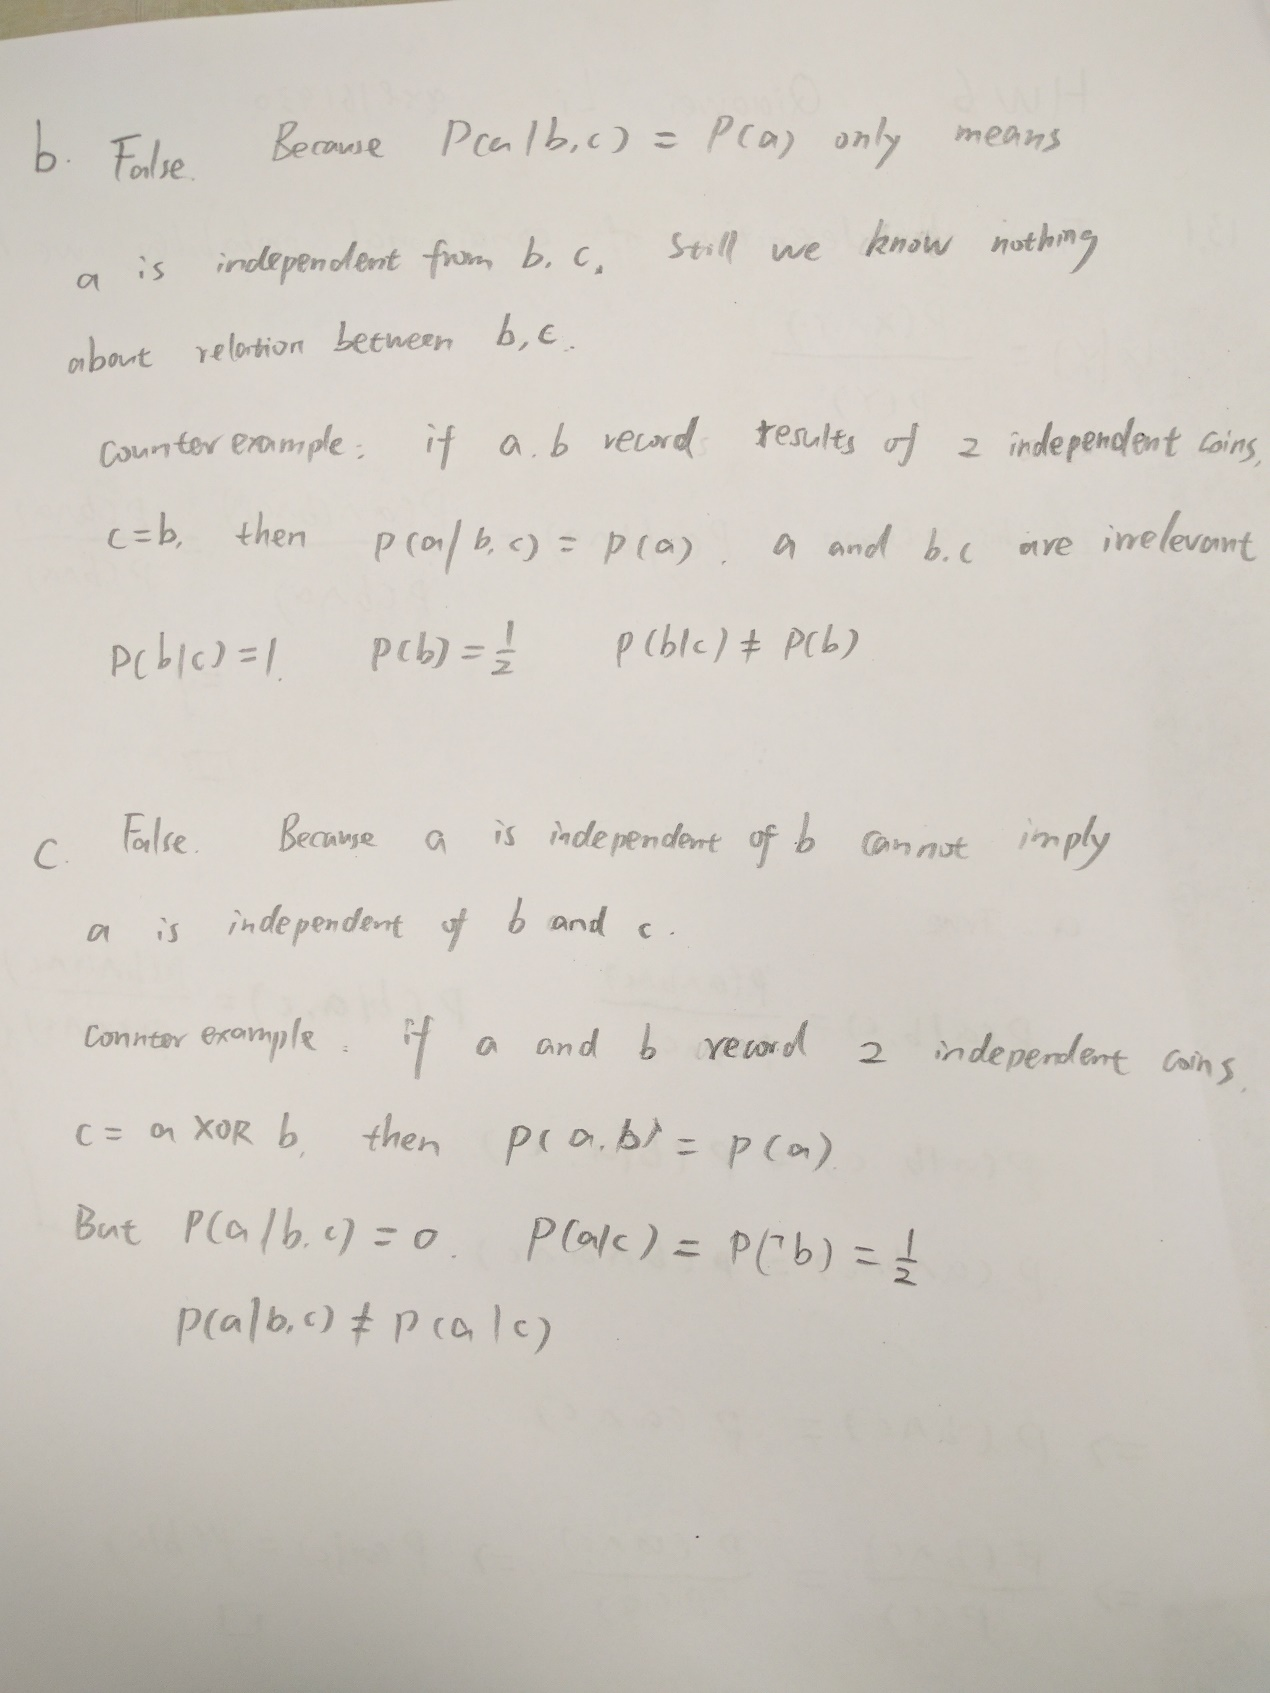 b. False. Because P(a|b,c) = P(a) only means
a is independent from b, c. Still we know nothing
about relation between b, c.
Counter example: if a. b record results of 2 independent coins,
c=b, then P(a|b, c) = P(a). a and b.c are irrelevant
P(b|c)=1. P(b)=1/2 P(b|c) ≠ P(b)
C. False. Because a is independent of b cannot imply
a is independent of b and c.
Connter example: if a and b record 2 independent coins,
c= a XOR b, then P(a.b) = P(a).
But P(a|b.c) = 0. P(a|c) = P(¬b) = 1/2
P(a|b,c) ≠ P(a|c)